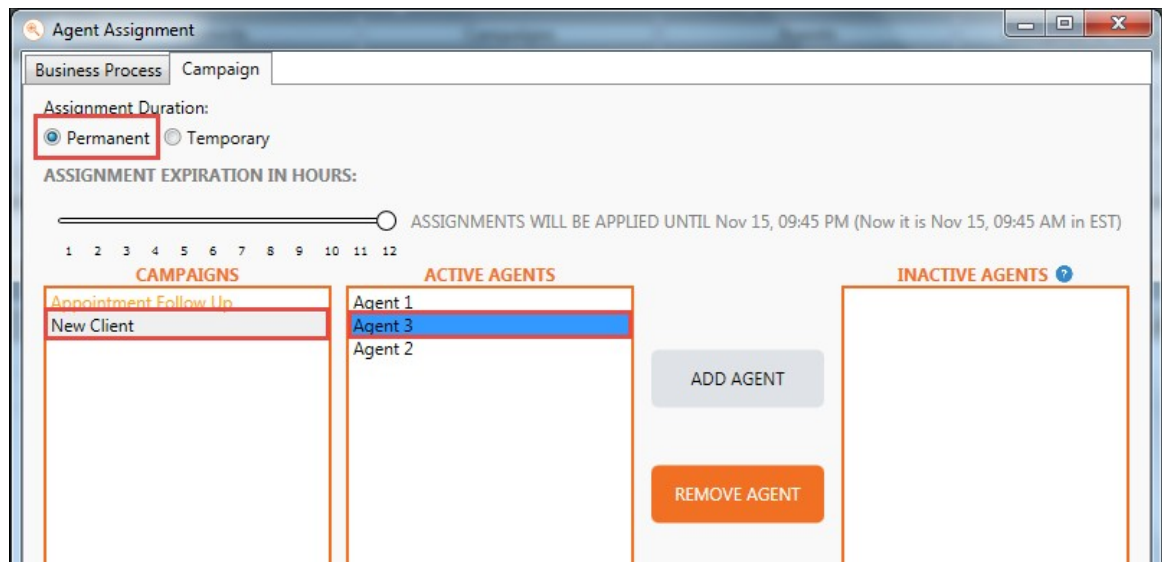 Agent Assignment
Business Process Campaign
Assignment Duration:
Permanent Temporary
ASSIGNMENT EXPIRATION IN HOURS:
ASSIGNMENTS WILL BE APPLIED UNTIL Nov 15, 09:45 PM (Now it is Nov 15, 09:45 AM in EST)
1 2 3 4 5 6 7 8 9 10 11 12
CAMPAIGNS ACTIVE AGENTS INACTIVE AGENTS ?
Appointment Follow Up Agent 1
New Client Agent 3
Agent 2
ADD AGENT
REMOVE AGENT